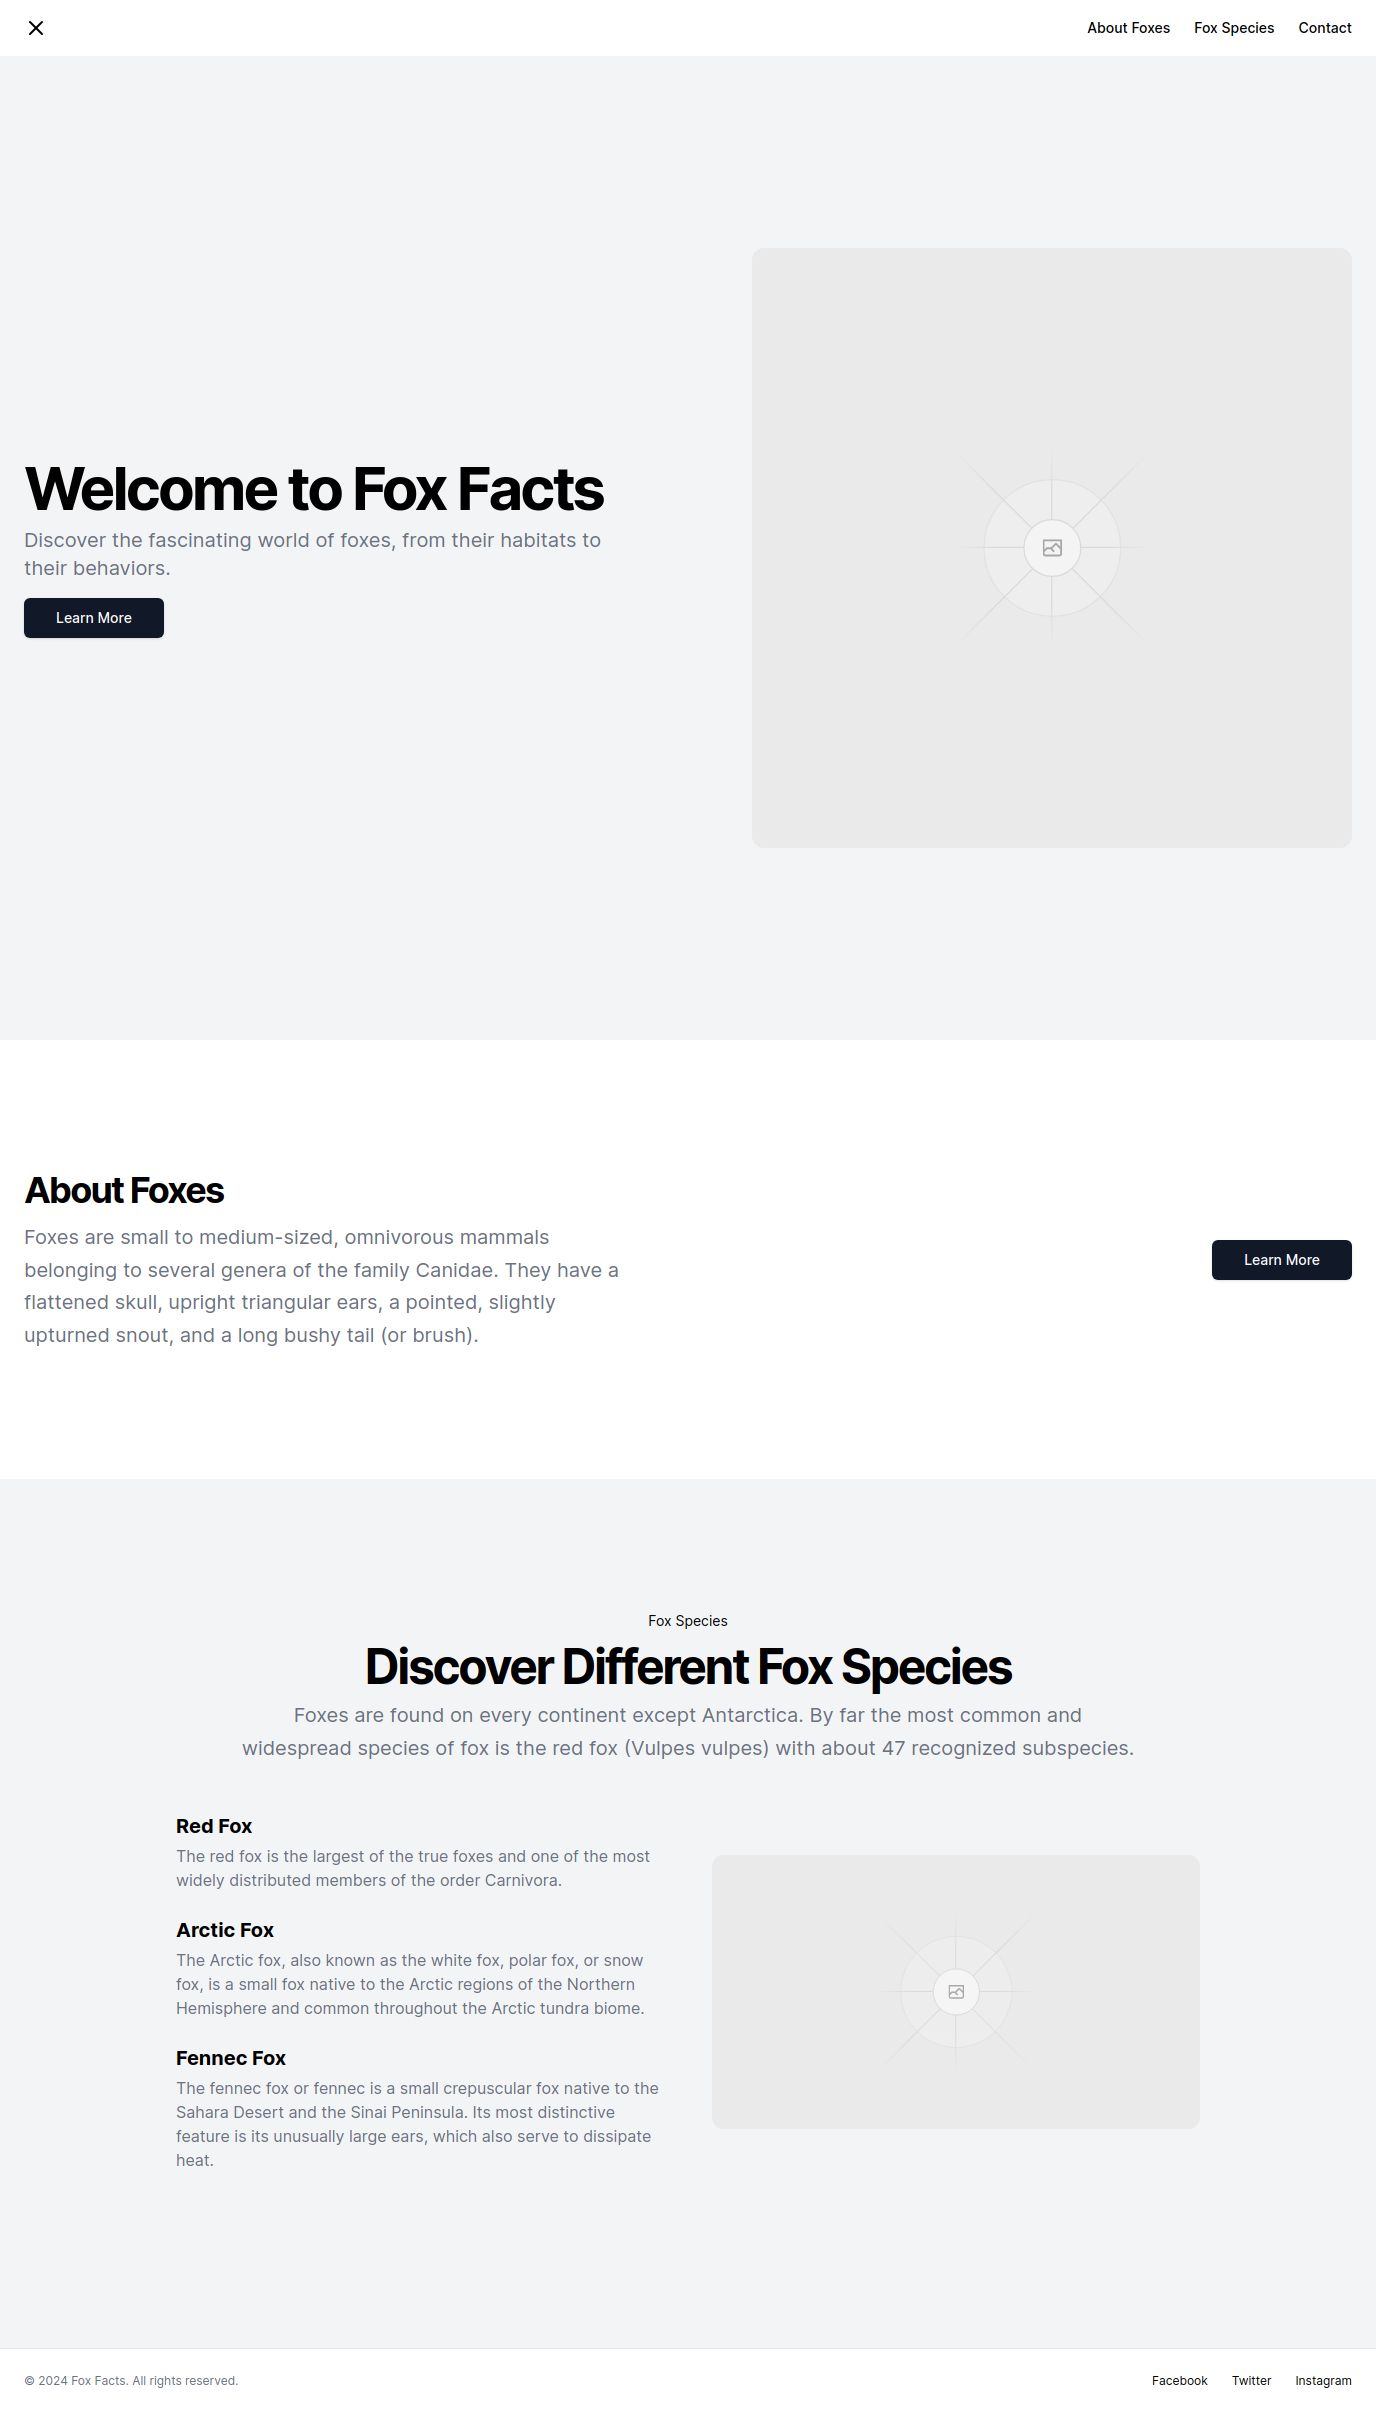 About Foxes Fox Species Contact
Welcome to Fox Facts
Discover the fascinating world of foxes, from their habitats to
their behaviors.
Learn More
About Foxes
Foxes are small to medium-sized, omnivorous mammals
belonging to several genera of the family Canidae. They have a
flattened skull, upright triangular ears, a pointed, slightly
upturned snout, and a long bushy tail (or brush).
Learn More
Fox Species
Discover Different Fox Species
Foxes are found on every continent except Antarctica. By far the most common and
widespread species of fox is the red fox (Vulpes vulpes) with about 47 recognized subspecies.
Red Fox
The red fox is the largest of the true foxes and one of the most
widely distributed members of the order Carnivora.
Arctic Fox
The Arctic fox, also known as the white fox, polar fox, or snow
fox, is a small fox native to the Arctic regions of the Northern
Hemisphere and common throughout the Arctic tundra biome.
Fennec Fox
The fennec fox or fennec is a small crepuscular fox native to the
Sahara Desert and the Sinai Peninsula. Its most distinctive
feature is its unusually large ears, which also serve to dissipate
heat.
© 2024 Fox Facts. All rights reserved.
Facebook Twitter Instagram